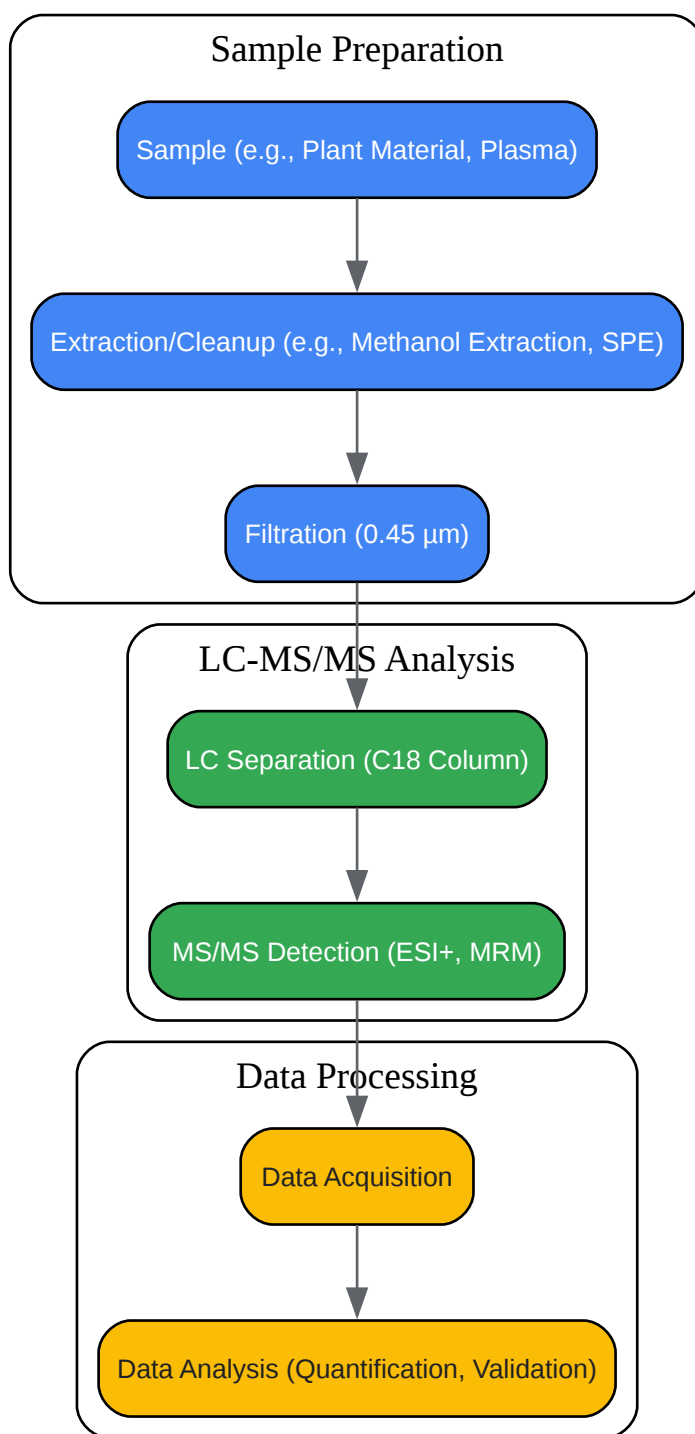 Sample Preparation
Sample (e.g., Plant Material, Plasma)
Extraction/Cleanup (e.g., Methanol Extraction, SPE)
Filtration (0.45 µm)
LC-MS/MS Analysis
LC Separation (C18 Column)
MS/MS Detection (ESI+, MRM)
Data Processing
Data Acquisition
Data Analysis (Quantification, Validation)